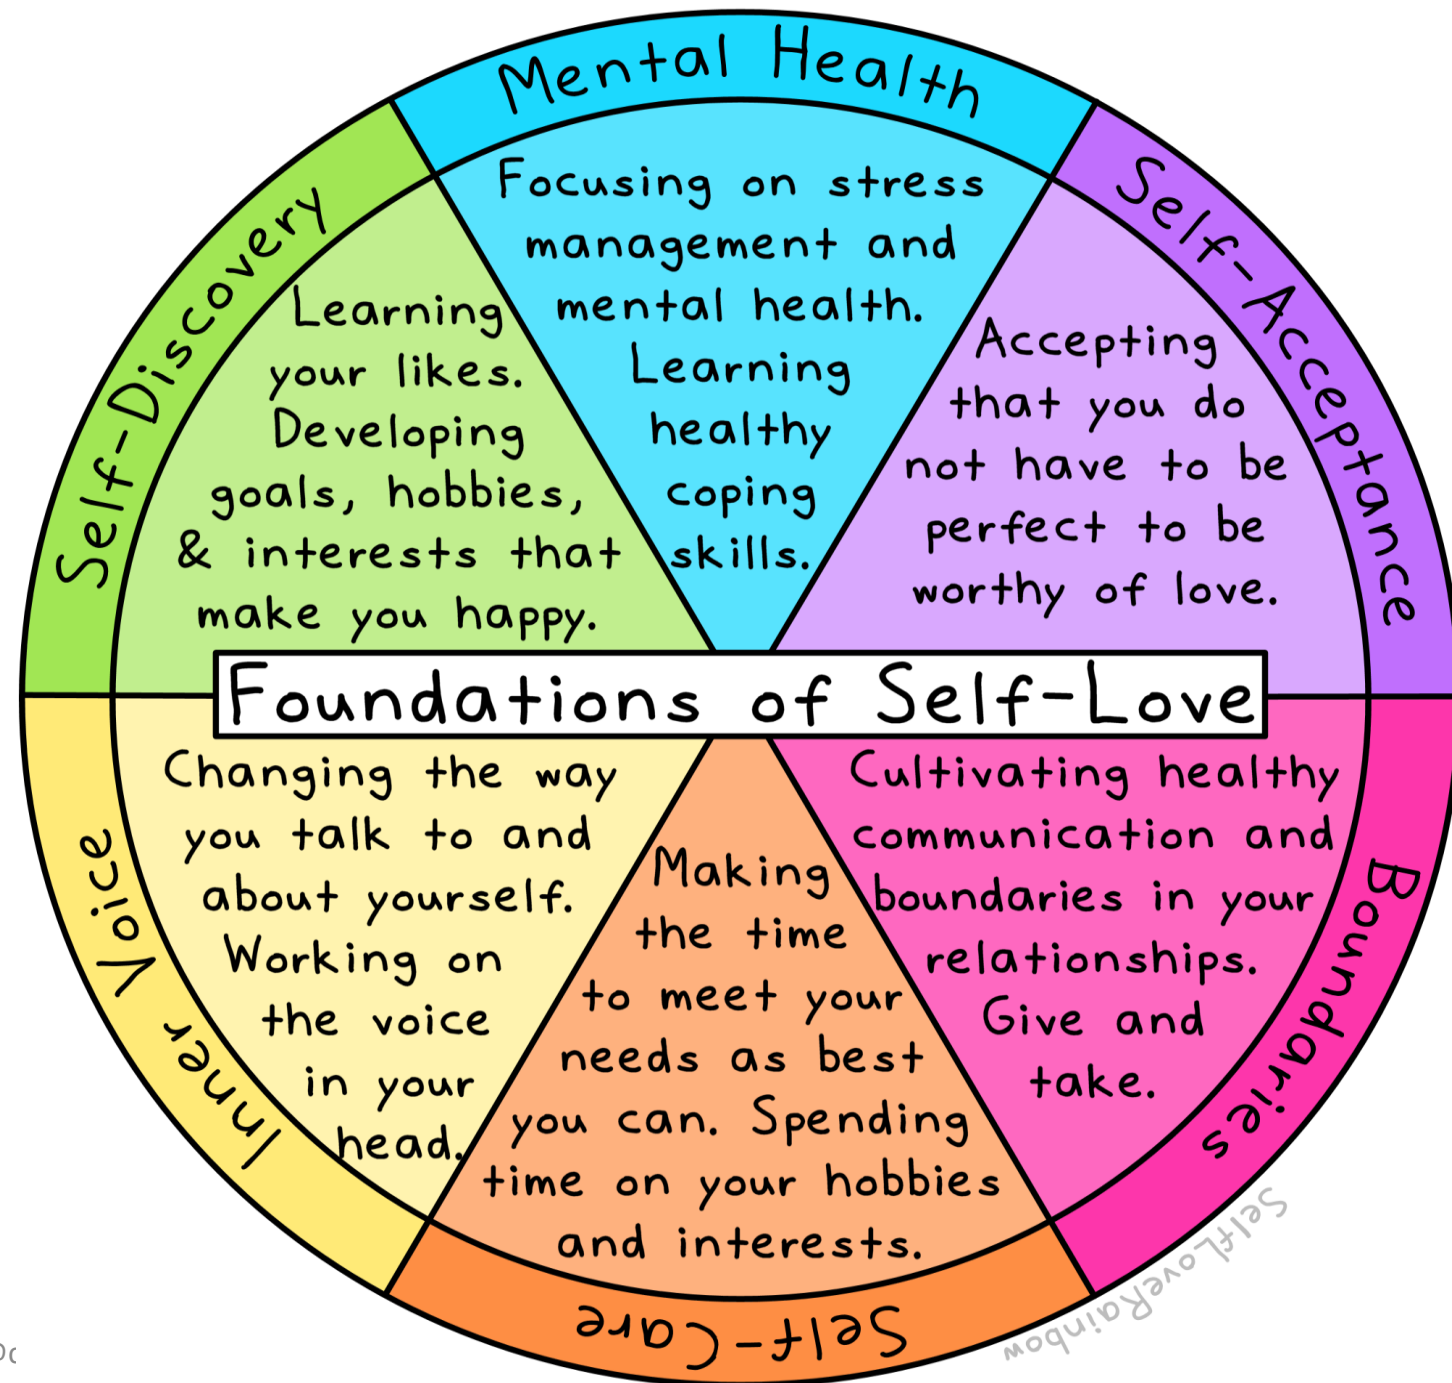 Mental Health
Focusing on stress
management and
mental health.
Learning
healthy
coping
skills.
Self-Acceptance
Accepting
that you do
not have to be
perfect to be
worthy of love.
Self-Discovery
Learning
your likes.
Developing
goals, hobbies,
& interests that
make you happy.
Foundations of Self-Love
Inner Voice
Changing the way
you talk to and
about yourself.
Working on
the voice
in your
head.
Self-Care
Making
the time
to meet your
needs as best
you can. Spending
time on your hobbies
and interests.
Boundaries
Cultivating healthy
communication and
boundaries in your
relationships.
Give and
take.
SelfLoveRainbow